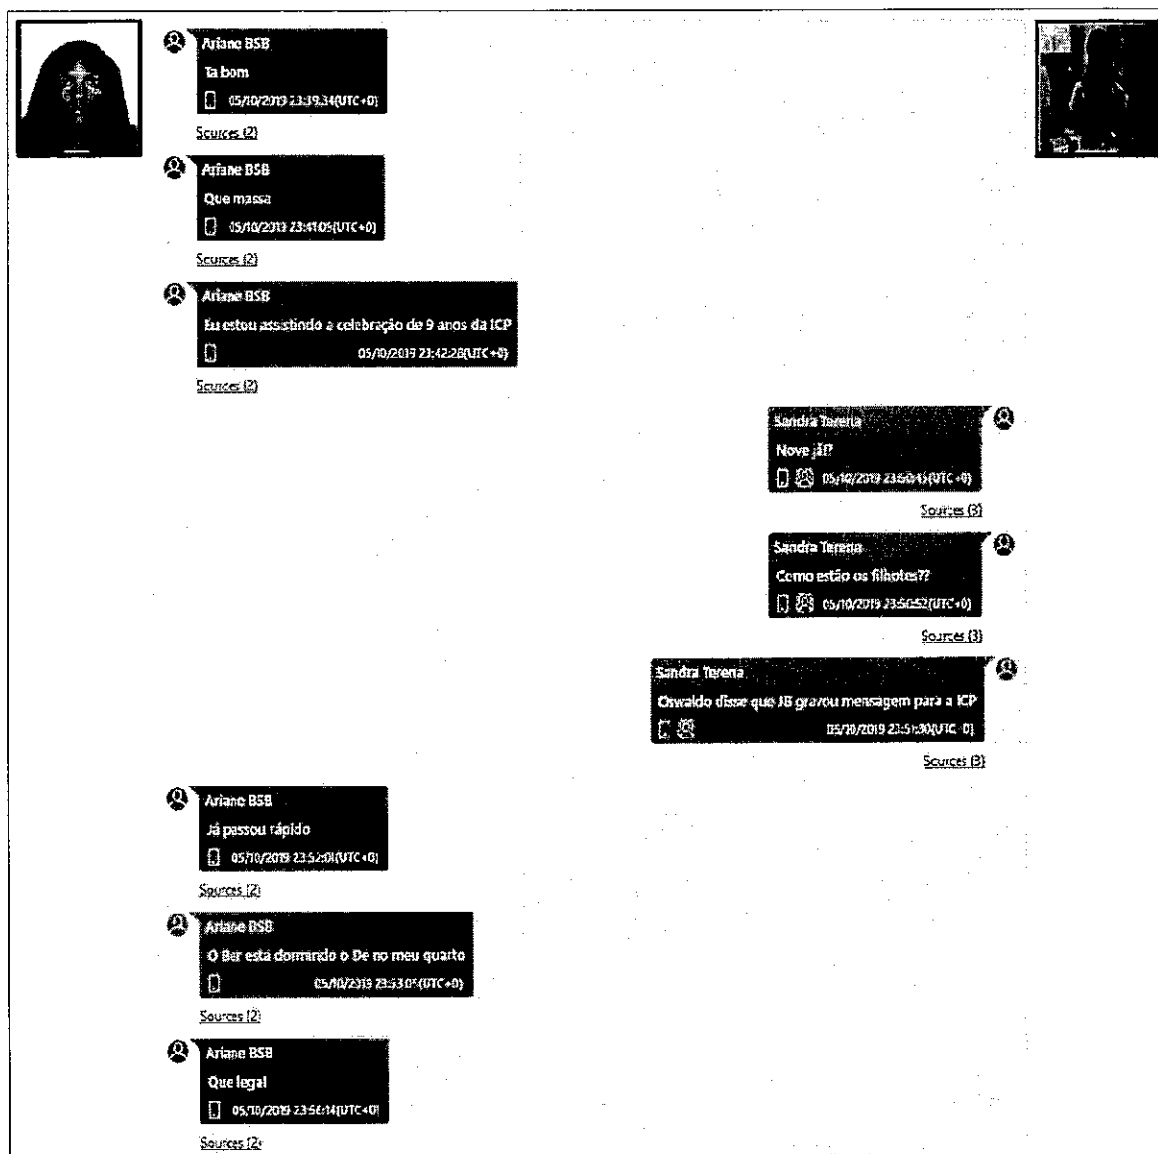 Ariane BSB
Ta bom
05/10/2019 23:39:34(UTC+0)
Sources (2)
Ariane BSB
Que massa
05/10/2019 23:41:05(UTC+0)
Sources (2)
Ariane BSB
Eu estou assistindo a celebração de 9 anos da ICP
05/10/2019 23:42:28(UTC+0)
Sources (2)
Sandra Terena
Nove já!?
05/10/2019 23:50:45(UTC+0)
Sources (3)
Sandra Terena
Como estão os filhotes??
05/10/2019 23:50:52(UTC+0)
Sources (3)
Sandra Terena
Oswaldo disse que JB gravou mensagem para a ICP
05/10/2019 23:51:30(UTC+0)
Sources (3)
Ariane BSB
Já passou rápido
05/10/2019 23:52:01(UTC+0)
Sources (2)
Ariane BSB
O Ber está dormindo o De no meu quarto
05/10/2019 23:53:05(UTC+0)
Sources (2)
Ariane BSB
Que legal
05/10/2019 23:56:14(UTC+0)
Sources (2)